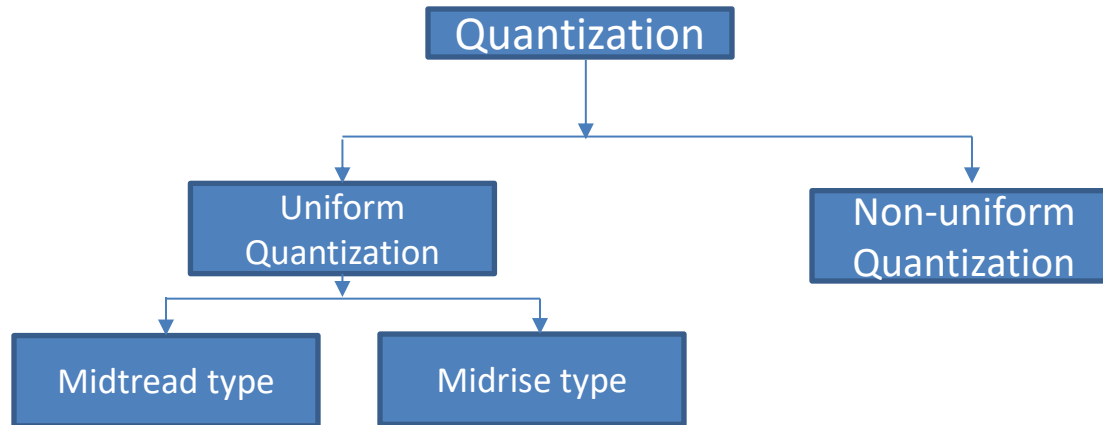 Quantization
Uniform
Quantization
Non-uniform
Quantization
Midtread type
Midrise type